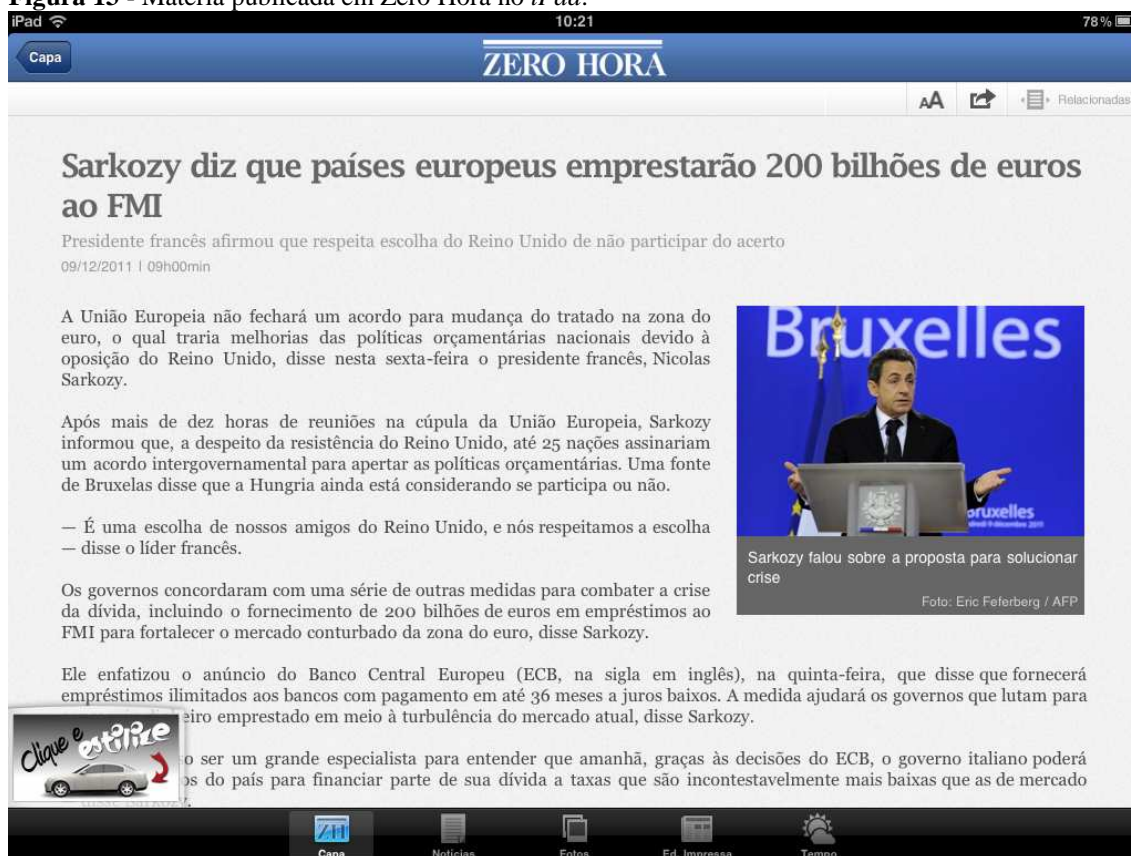 Figura 15 - Matéria publicada em Zero Hora no iPad.
iPad 10:21 78%
Capa
ZERO HORA
AA Relacionadas
Sarkozy diz que países europeus emprestarão 200 bilhões de euros
ao FMI
Presidente francês afirmou que respeita escolha do Reino Unido de não participar do acerto
09/12/2011 | 09h00min
A União Europeia não fechará um acordo para mudança do tratado na zona do
euro, o qual traria melhorias das políticas orçamentárias nacionais devido à
oposição do Reino Unido, disse nesta sexta-feira o presidente francês, Nicolas
Sarkozy.
Após mais de dez horas de reuniões na cúpula da União Europeia, Sarkozy
informou que, a despeito da resistência do Reino Unido, até 25 nações assinariam
um acordo intergovernamental para apertar as políticas orçamentárias. Uma fonte
de Bruxelas disse que a Hungria ainda está considerando se participa ou não.
— É uma escolha de nossos amigos do Reino Unido, e nós respeitamos a escolha
— disse o líder francês.
Os governos concordaram com uma série de outras medidas para combater a crise
da dívida, incluindo o fornecimento de 200 bilhões de euros em empréstimos ao
FMI para fortalecer o mercado conturbado da zona do euro, disse Sarkozy.
Bruxelles
Bruxelles
vendredi 9 décembre 2011
Sarkozy falou sobre a proposta para solucionar
crise
Foto: Eric Feferberg / AFP
Ele enfatizou o anúncio do Banco Central Europeu (ECB, na sigla em inglês), na quinta-feira, que disse que fornecerá
empréstimos ilimitados aos bancos com pagamento em até 36 meses a juros baixos. A medida ajudará os governos que lutam para
eiro emprestado em meio à turbulência do mercado atual, disse Sarkozy.
o ser um grande especialista para entender que amanhã, graças às decisões do ECB, o governo italiano poderá
s do país para financiar parte de sua dívida a taxas que são incontestavelmente mais baixas que as de mercado
Clique e estilize
Capa Notícias Fotos Ed. Impressa Tempo